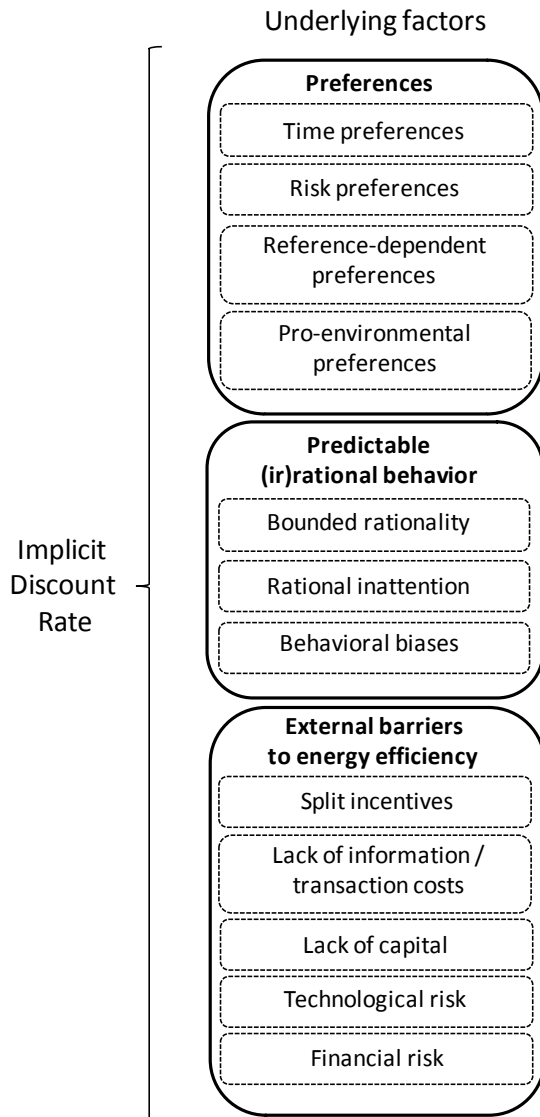 Underlying factors
Preferences
Time preferences
Risk preferences
Reference-dependent
preferences
Pro-environmental
preferences
Predictable
(ir)rational behavior
Bounded rationality
Rational inattention
Behavioral biases
Implicit
Discount
Rate
External barriers
to energy efficiency
Split incentives
Lack of information /
transaction costs
Lack of capital
Technological risk
Financial risk